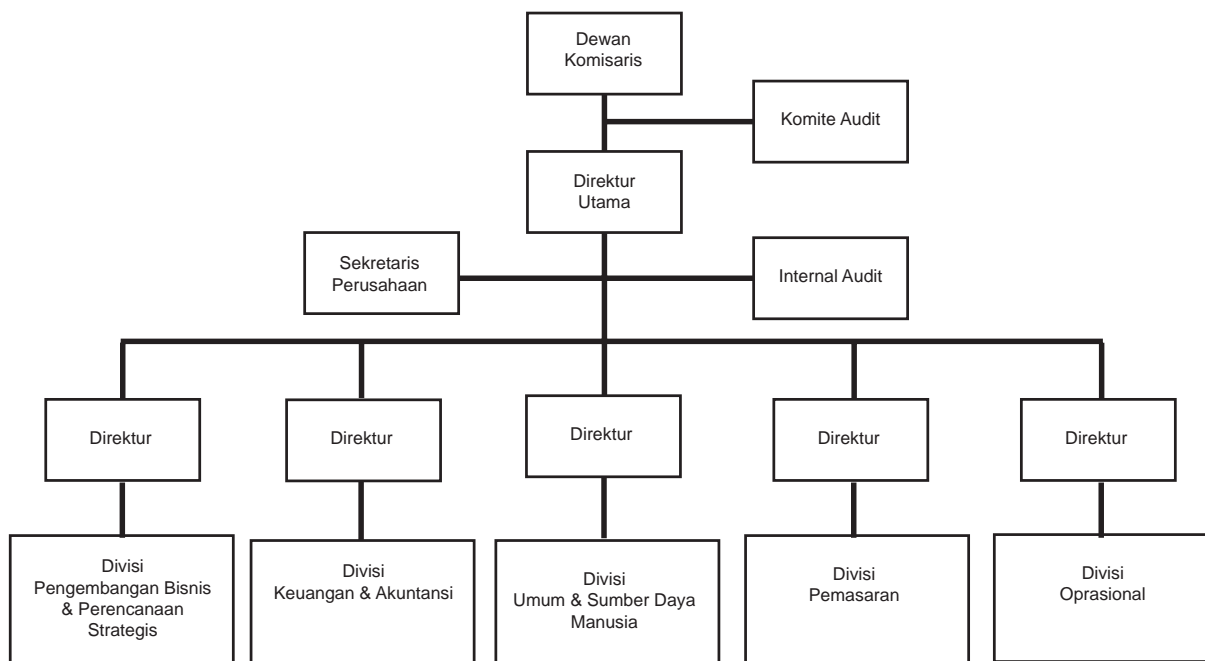 Dewan
Komisaris
Komite Audit
Direktur
Utama
Sekretaris
Perusahaan
Internal Audit
Direktur
Direktur
Direktur
Direktur
Direktur
Divisi
Pengembangan Bisnis
& Perencanaan
Strategis
Divisi
Keuangan & Akuntansi
Divisi
Umum & Sumber Daya
Manusia
Divisi
Pemasaran
Divisi
Oprasional